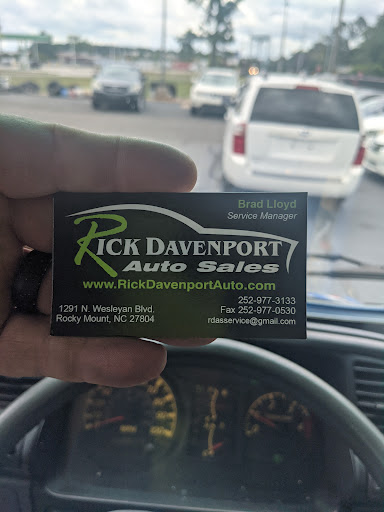 Brad Lloyd
Service Manager
RICK DAVENPORT
Auto Sales
www.RickDavenportAuto.com
1291 N. Wesleyan Blvd.
Rocky Mount, NC 27804
252-977-3133
Fax 252-977-0530
rdasservice@gmail.com